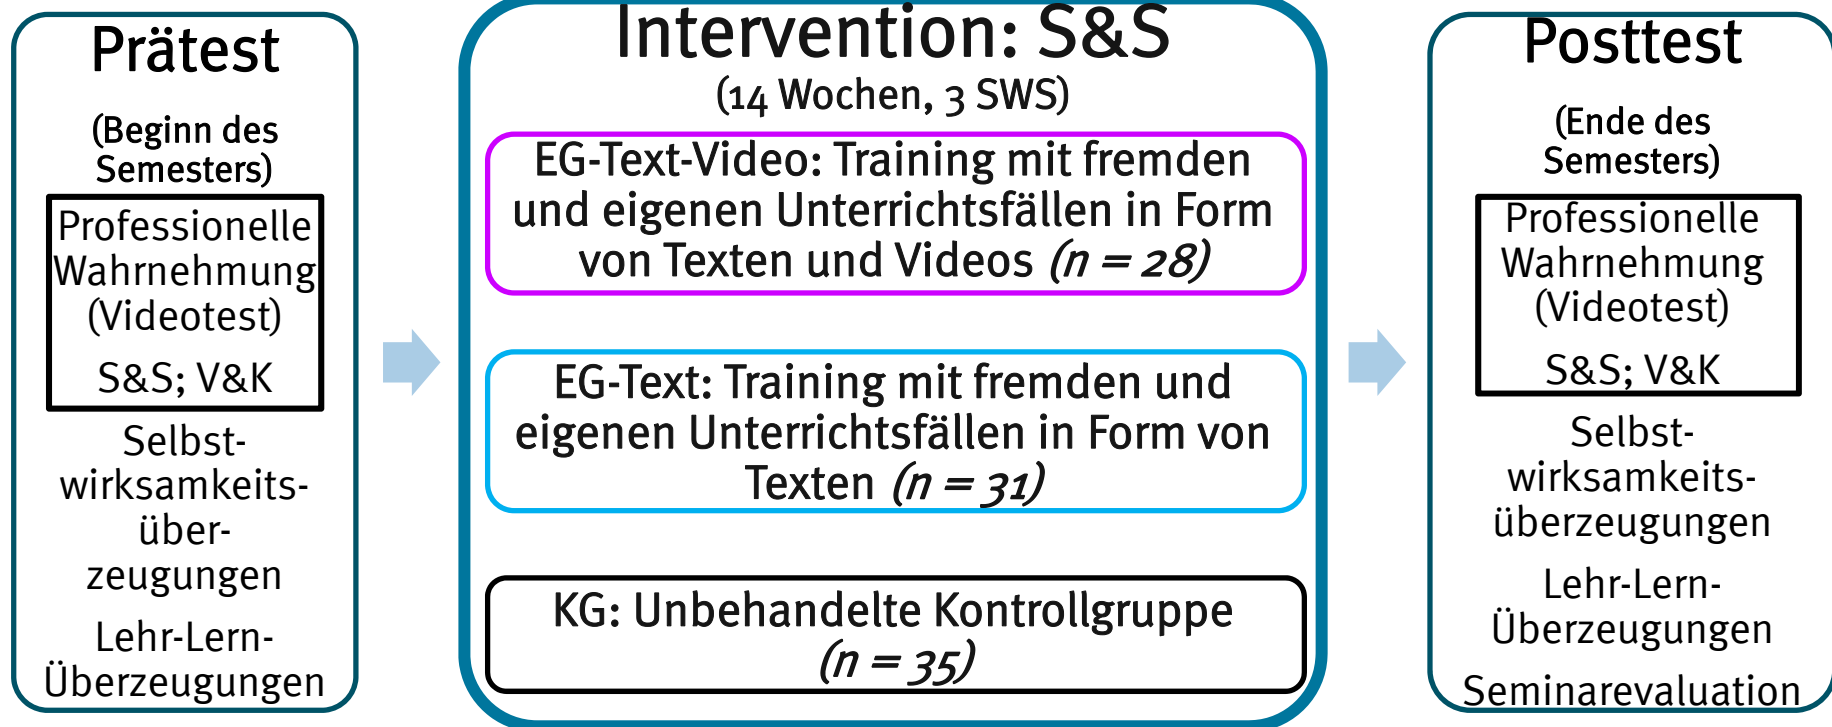 Prätest
(Beginn des
Semesters)
Professionelle
Wahrnehmung
(Videotest)
S&S; V&K
Selbst-
wirksamkeits-
über-
zeugungen
Lehr-Lern-
Überzeugungen
Intervention: S&S
(14 Wochen, 3 SWS)
EG-Text-Video: Training mit fremden
und eigenen Unterrichtsfällen in Form
von Texten und Videos (n = 28)
EG-Text: Training mit fremden und
eigenen Unterrichtsfällen in Form von
Texten (n = 31)
KG: Unbehandelte Kontrollgruppe
(n = 35)
Posttest
(Ende des
Semesters)
Professionelle
Wahrnehmung
(Videotest)
S&S; V&K
Selbst-
wirksamkeits-
überzeugungen
Lehr-Lern-
Überzeugungen
Seminarevaluation